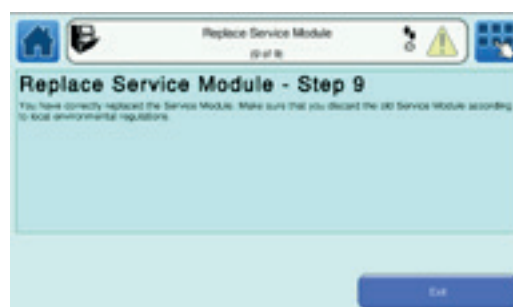 Replace Service Module
(9 of 9)
Replace Service Module - Step 9
You have correctly replaced the Service Module. Make sure that you discard the old Service Module according
to local environmental regulations.
Exit